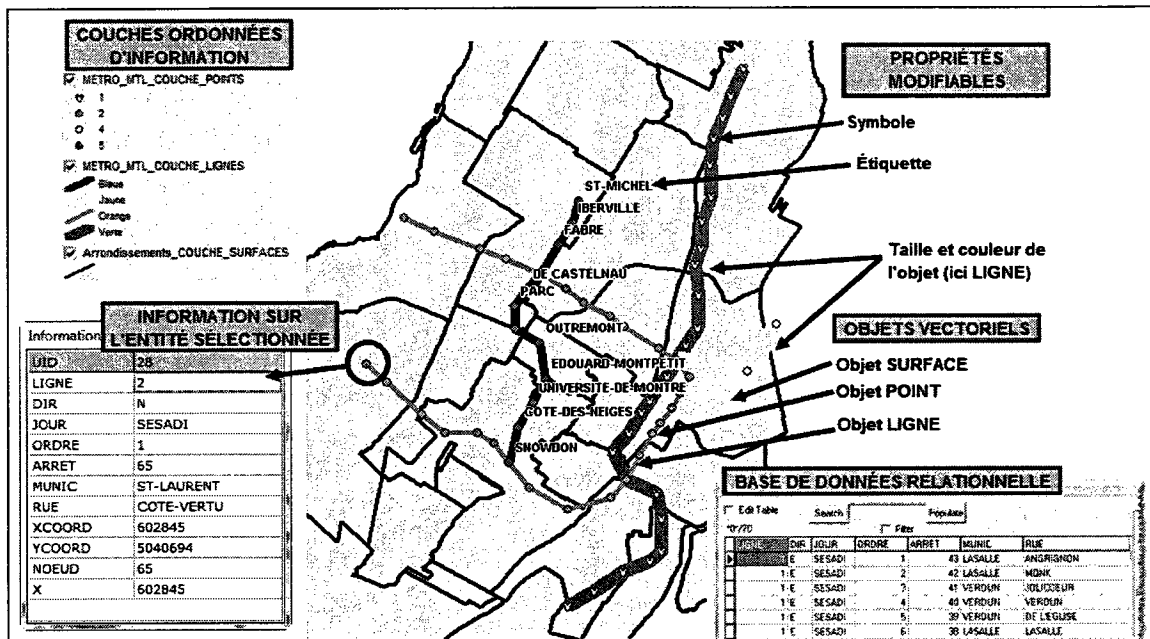 COUCHES ORDONNÉES
D'INFORMATION
METRO_MTL_COUCHE_POINTS
1
2
4
5
METRO_MTL_COUCHE_LIGNES
Bleue
Jaune
Orange
Verte
Arrondissements_COUCHE_SURFACES
INFORMATION SUR
L'ENTITÉ SÉLECTIONNÉE
Information
UID 28
LIGNE 2
DIR N
JOUR SESADI
ORDRE 1
ARRET 65
MUNIC ST-LAURENT
RUE COTE-VERTU
XCOORD 602845
YCOORD 5040694
NOEUD 65
X 602845
ST-MICHEL
IBERVILLE
FABRE
DE CASTELNAU
PARC
OUTREMONT
EDOUARD-MONTPETIT
UNIVERSITE-DE-MONTRE
COTE-DES-NEIGES
SNOWDON
PROPRIÉTÉS
MODIFIABLES
Symbole
Étiquette
Taille et couleur de
l'objet (ici LIGNE)
OBJETS VECTORIELS
Objet SURFACE
Objet POINT
Objet LIGNE
BASE DE DONNÉES RELATIONNELLE
Edit Table Search Populate
Filter
DIR JOUR ORDRE ARRET MUNIC RUE
E SESADI 1 43 LASALLE ANGRIGNON
1 E SESADI 2 42 LASALLE MONK
1 E SESADI 3 41 VERDUN JOLICOEUR
1 E SESADI 4 40 VERDUN VERDUN
1 E SESADI 5 39 VERDUN DE L'EGLISE
1 E SESADI 6 38 LASALLE LASALLE